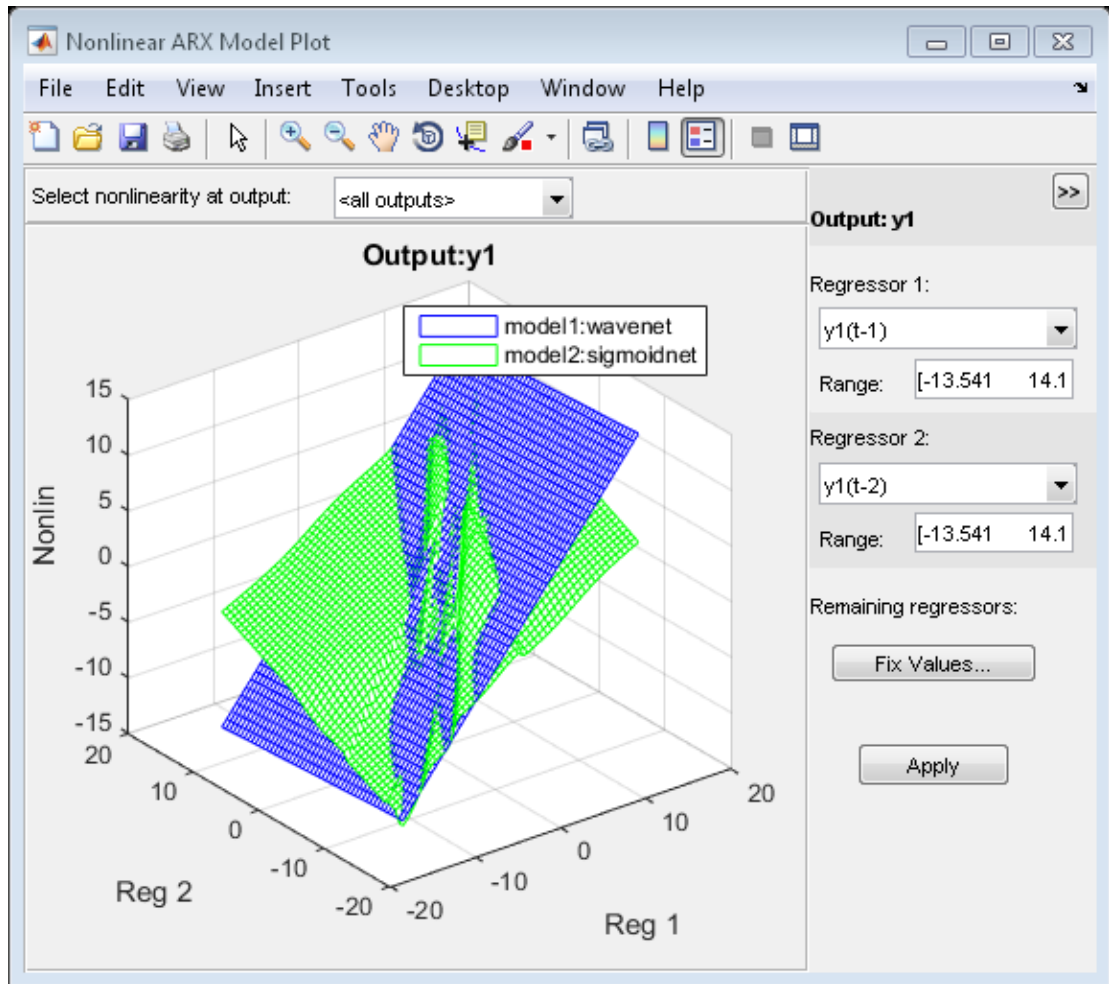 Nonlinear ARX Model Plot
File Edit View Insert Tools Desktop Window Help
Select nonlinearity at output: <all outputs>
>>
Output: y1
Output:y1
model1:wavenet
model2:sigmoidnet
Nonlin
15
10
5
0
-5
-10
-15
20
10
0
-10
-20
Reg 2
-20
-10
0
10
20
Reg 1
Regressor 1:
y1(t-1)
Range: [-13.541 14.1
Regressor 2:
y1(t-2)
Range: [-13.541 14.1
Remaining regressors:
Fix Values...
Apply